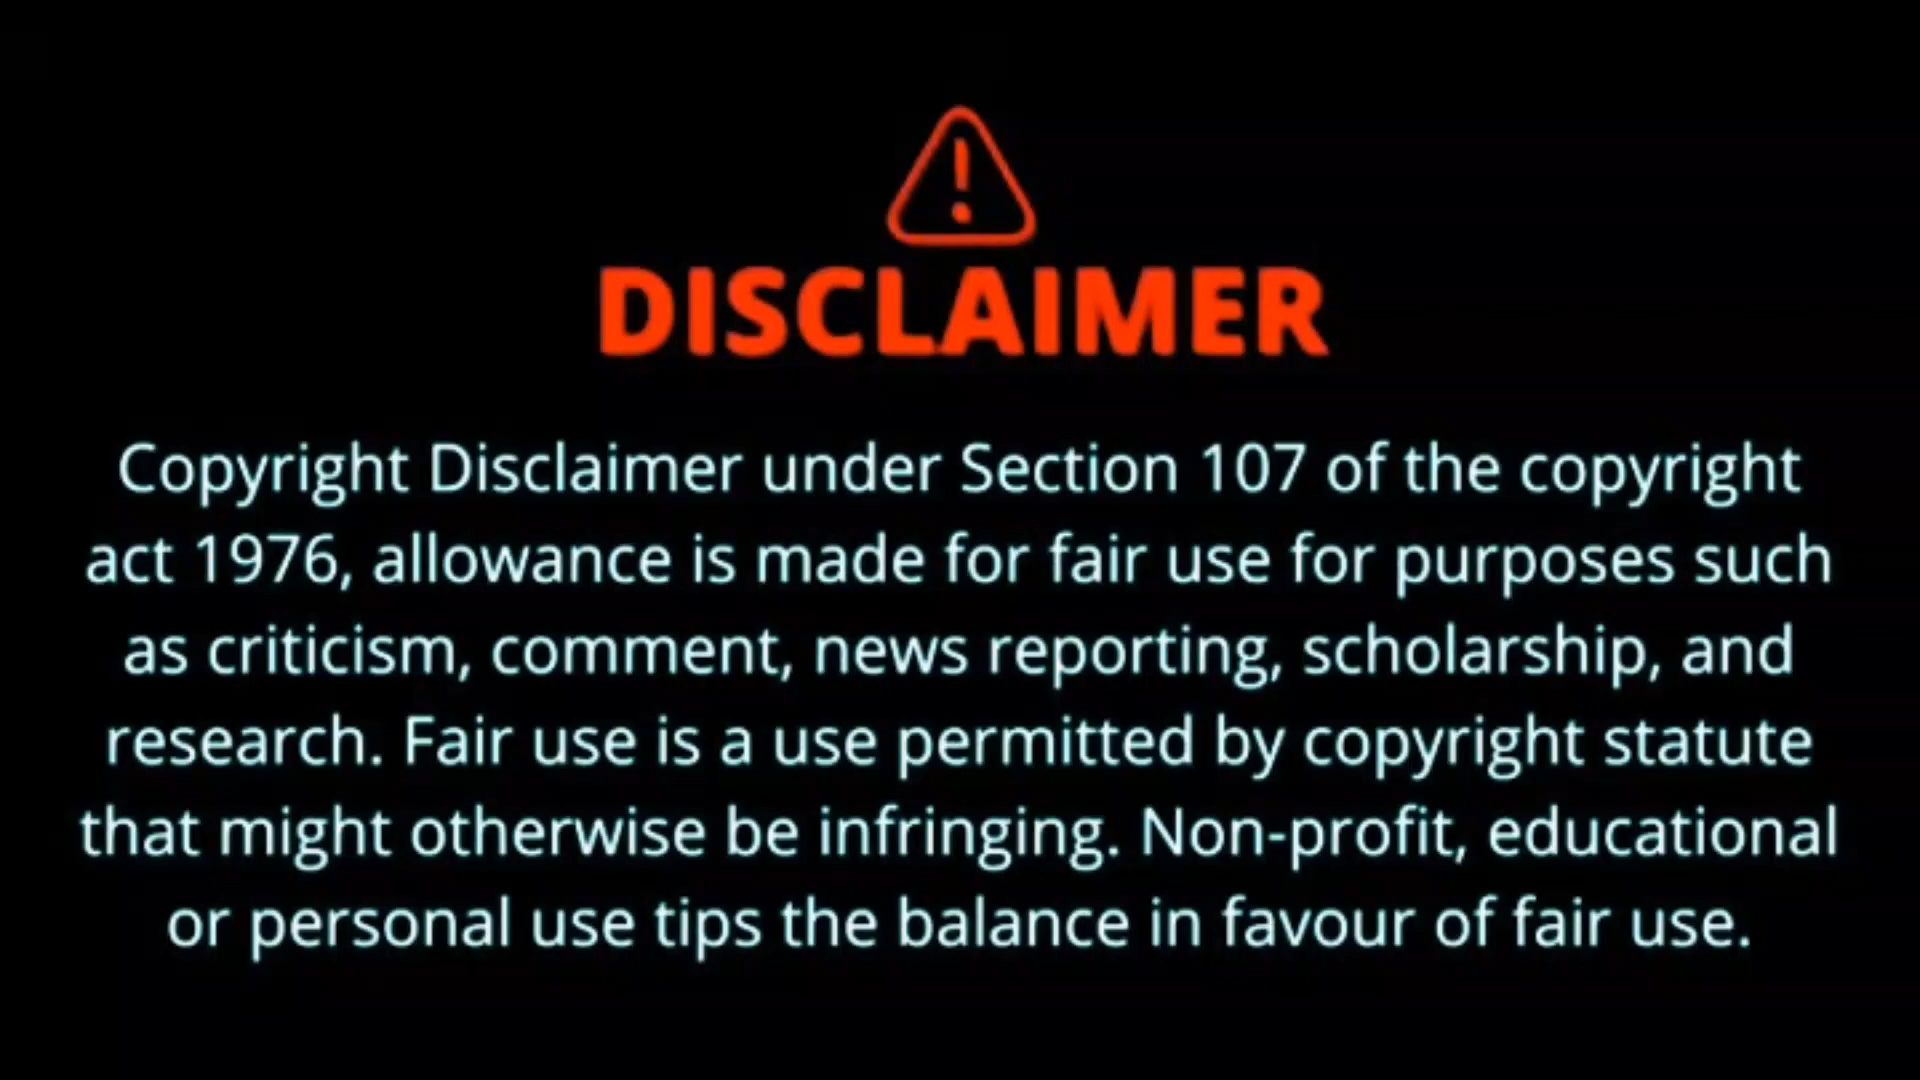 DISCLAIMER
Copyright Disclaimer under Section 107 of the copyright
act 1976, allowance is made for fair use for purposes such
as criticism, comment, news reporting, scholarship, and
research. Fair use is a use permitted by copyright statute
that might otherwise be infringing. Non-profit, educational
or personal use tips the balance in favour of fair use.